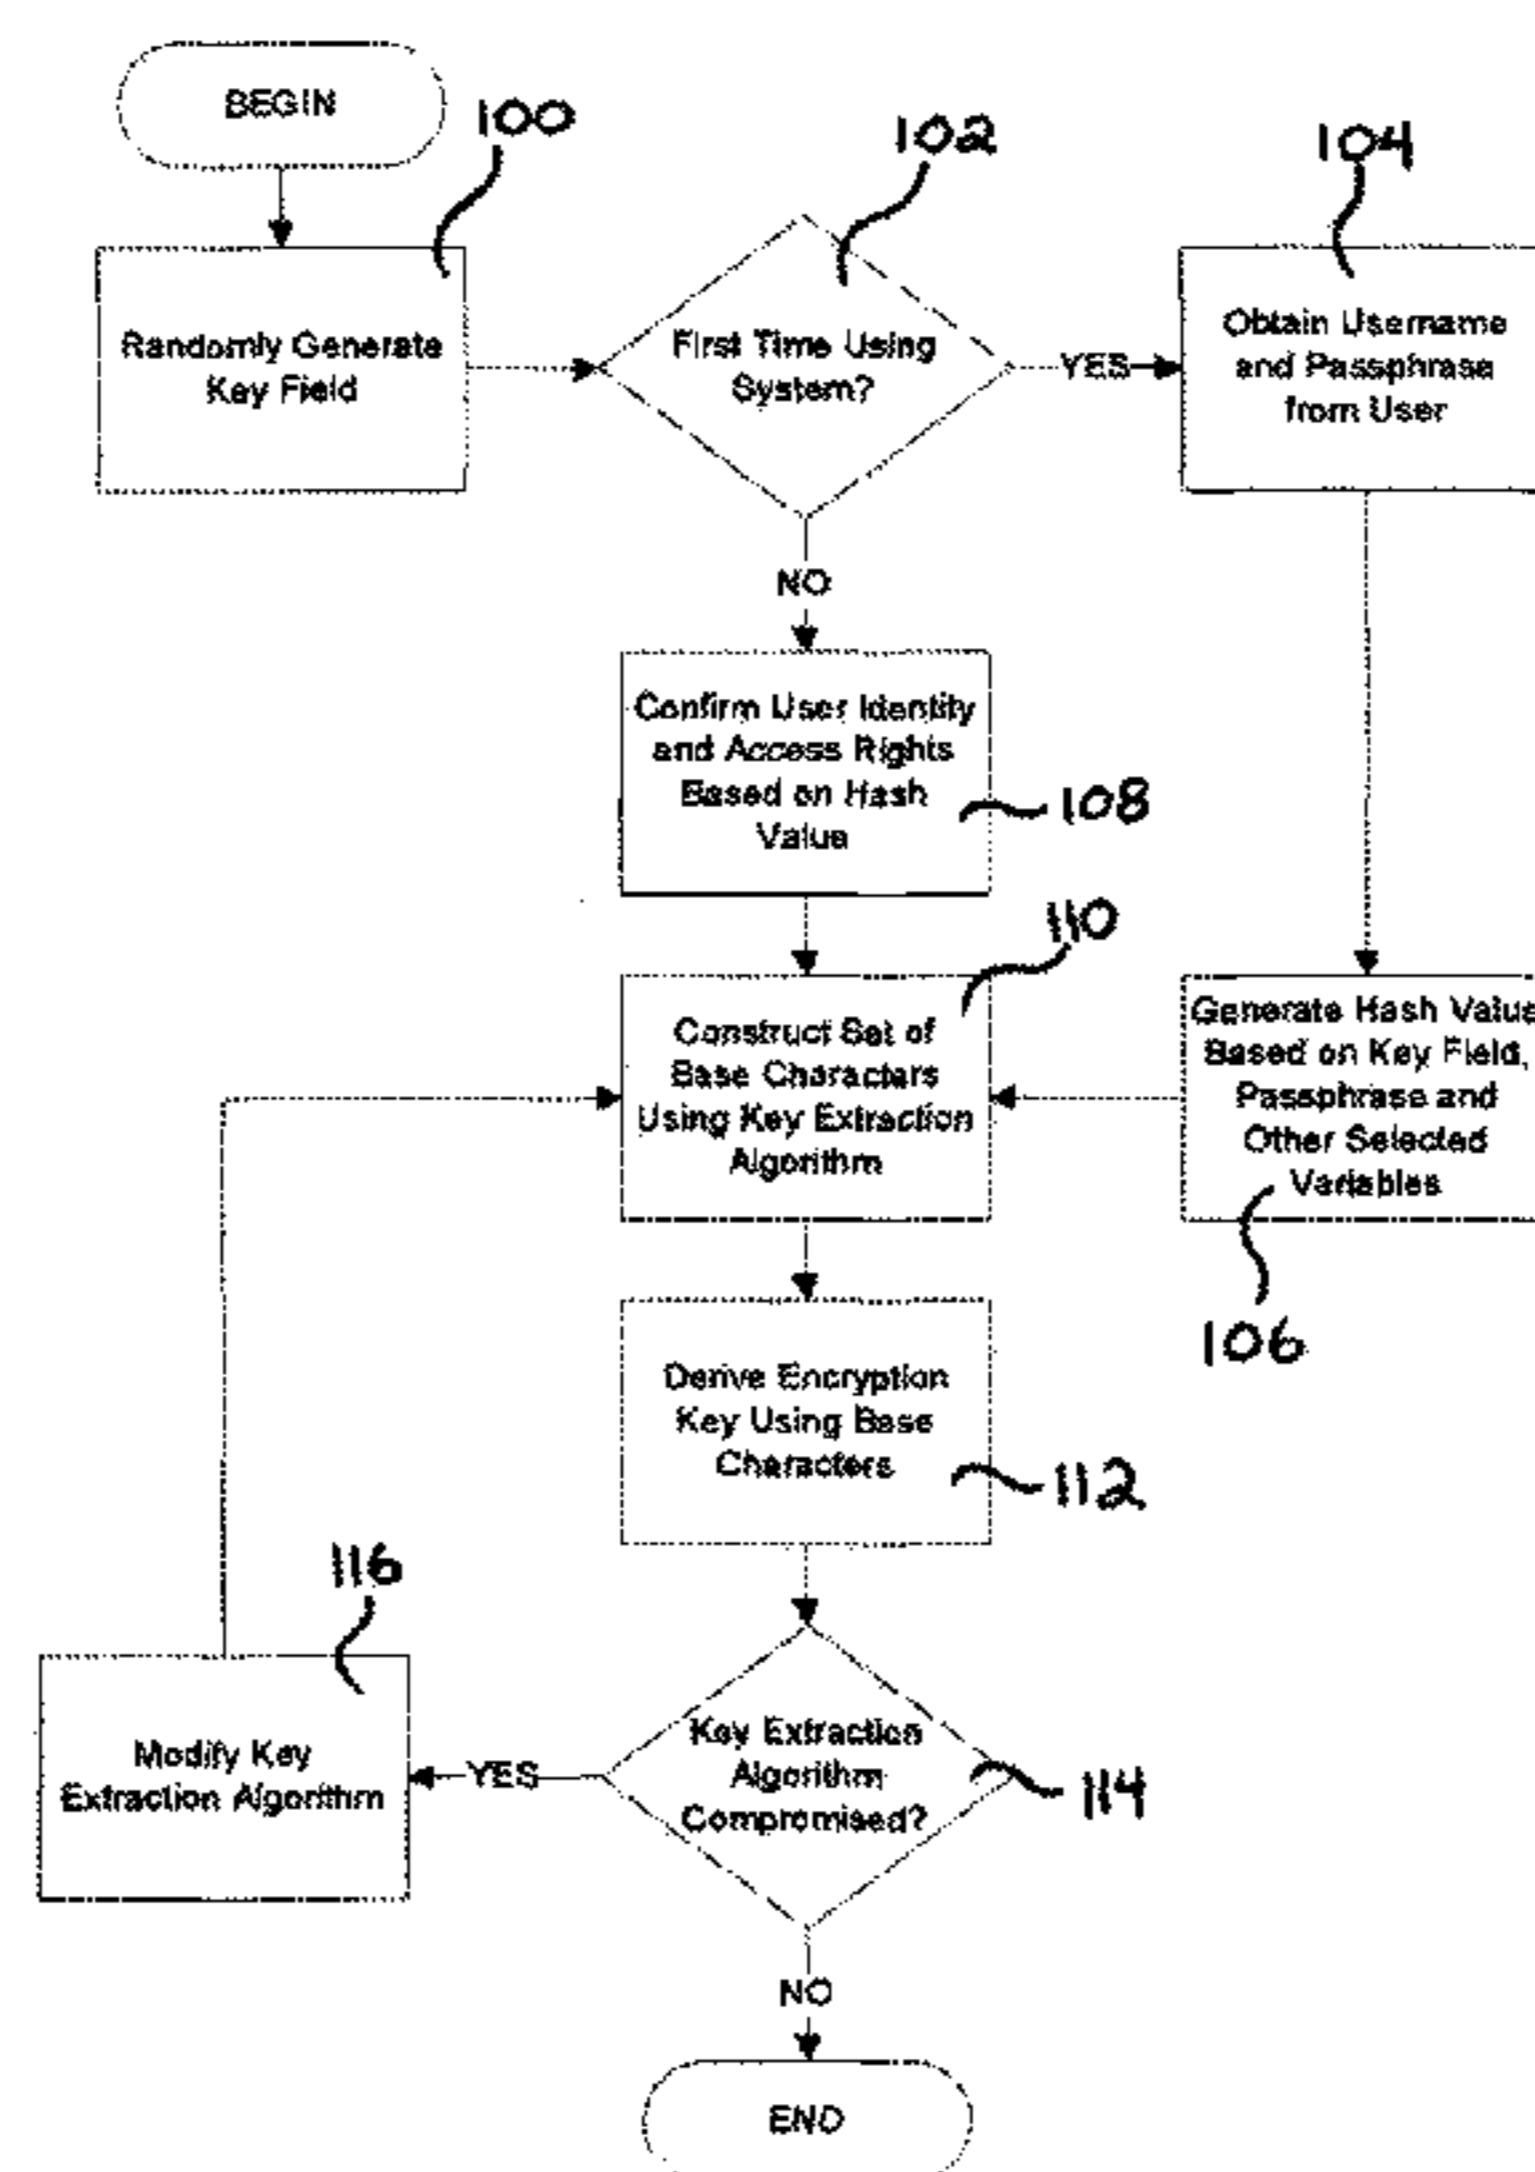 BEGIN
100
102
104
Randomly Generate
Key Field
First Time Using
System?
YES
Obtain Username
and Passphrase
from User
NO
Confirm User Identity
and Access Rights
Based on Hash
Value
108
110
Construct Set of
Base Characters
Using Key Extraction
Algorithm
Generate Hash Value
Based on Key Field,
Passphrase and
Other Selected
Variables
106
Derive Encryption
Key Using Base
Characters
112
116
Modify Key
Extraction Algorithm
YES
Key Extraction
Algorithm
Compromised?
114
NO
END